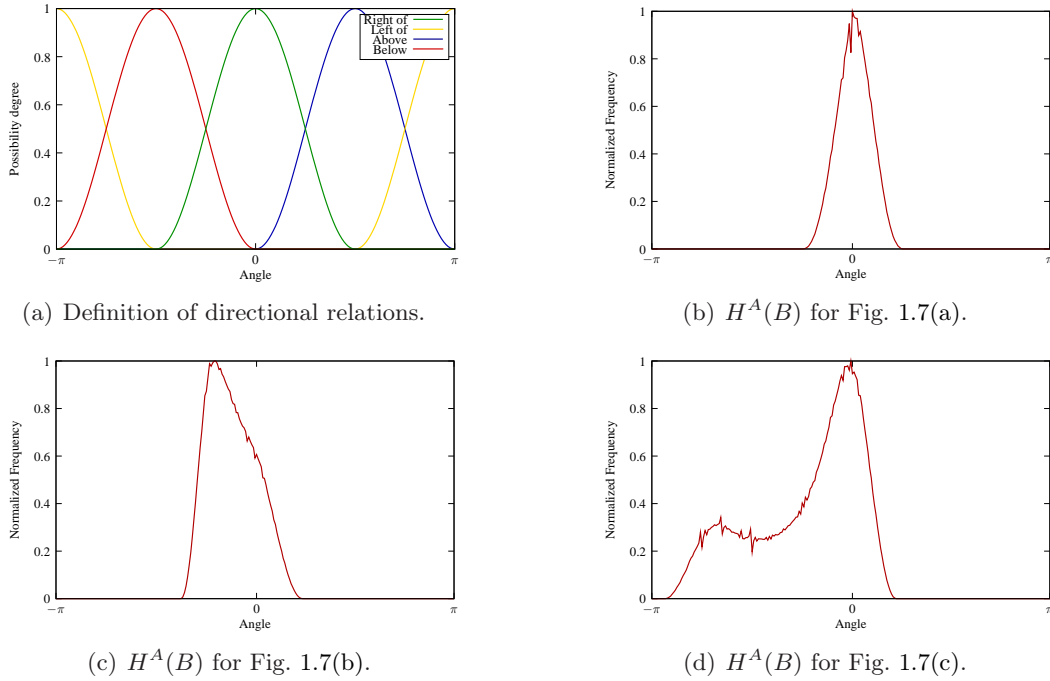 Right of
Left of
Above
Below
1
0.8
0.6
0.4
0.2
0
Possibility degree
−π
0
π
Angle
1
0.8
0.6
0.4
0.2
0
Normalized Frequency
−π
0
π
Angle
(a) Definition of directional relations.
(b) H^A(B) for Fig. 1.7(a).
1
0.8
0.6
0.4
0.2
0
Normalized Frequency
−π
0
π
Angle
1
0.8
0.6
0.4
0.2
0
Normalized Frequency
−π
0
π
Angle
(c) H^A(B) for Fig. 1.7(b).
(d) H^A(B) for Fig. 1.7(c).